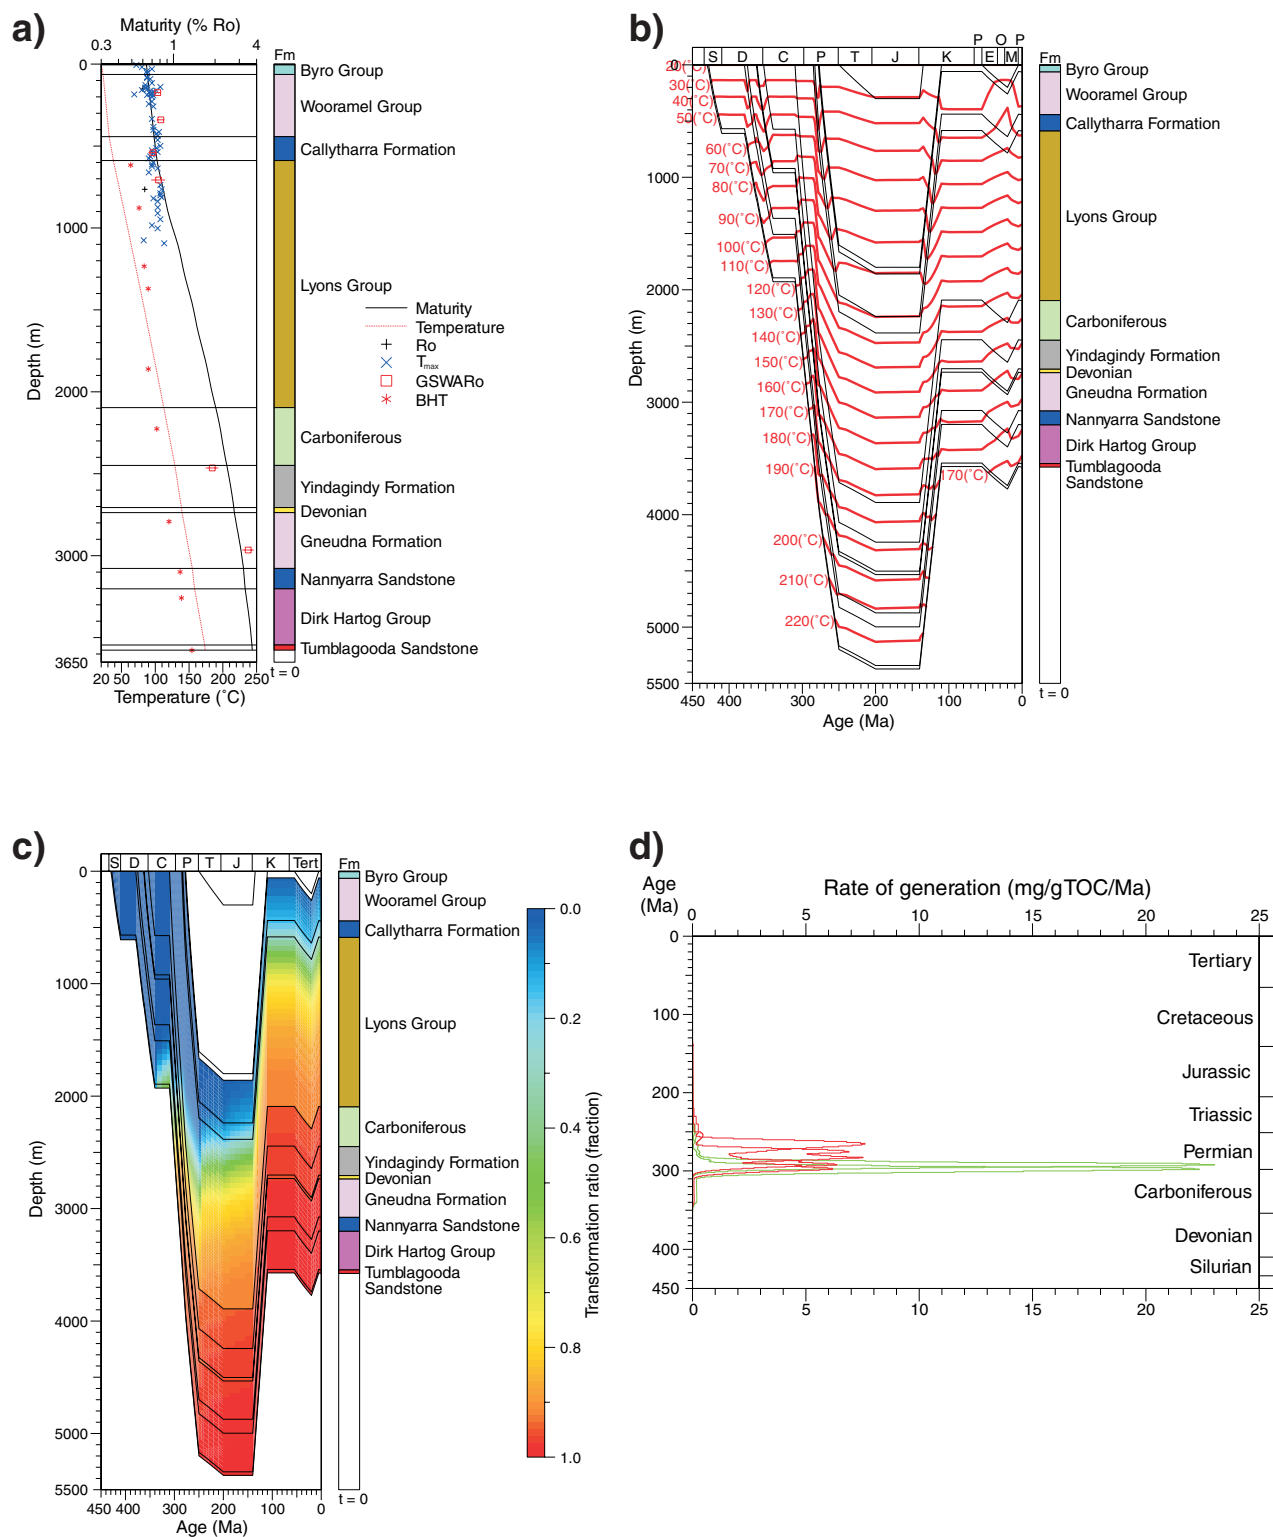 a)
Maturity (% Ro)
0.3 1 4
Fm
0
1000
2000
3000
3650
Depth (m)
Byro Group
Wooramel Group
Callytharra Formation
Lyons Group
Maturity
Temperature
Ro
Tmax
GSWARo
BHT
Carboniferous
Yindagindy Formation
Devonian
Gneudna Formation
Nannyarra Sandstone
Dirk Hartog Group
Tumblagooda Sandstone
t = 0
20 50 100 150 200 250
Temperature (˚C)
b)
P O P
S D C P T J K E M
Fm
0
1000
2000
3000
4000
5000
5500
Depth (m)
20(˚C)
30(˚C)
40(˚C)
50(˚C)
60(˚C)
70(˚C)
80(˚C)
90(˚C)
100(˚C)
110(˚C)
120(˚C)
130(˚C)
140(˚C)
150(˚C)
160(˚C)
170(˚C)
180(˚C)
190(˚C)
170(˚C)
200(˚C)
210(˚C)
220(˚C)
Byro Group
Wooramel Group
Callytharra Formation
Lyons Group
Carboniferous
Yindagindy Formation
Devonian
Gneudna Formation
Nannyarra Sandstone
Dirk Hartog Group
Tumblagooda
Sandstone
t = 0
450 400 300 200 100 0
Age (Ma)
c)
S D C P T J K Tert
Fm
0
1000
2000
3000
4000
5000
5500
Depth (m)
Byro Group
Wooramel Group
Callytharra Formation
Lyons Group
Carboniferous
Yindagindy Formation
Devonian
Gneudna Formation
Nannyarra Sandstone
Dirk Hartog Group
Tumblagooda
Sandstone
t = 0
450 400 300 200 100 0
Age (Ma)
0.0
0.2
0.4
0.6
0.8
1.0
Transformation ratio (fraction)
d)
Age
(Ma)
Rate of generation (mg/gTOC/Ma)
0 5 10 15 20 25
0
100
200
300
400
450
Tertiary
Cretaceous
Jurassic
Triassic
Permian
Carboniferous
Devonian
Silurian
0 5 10 15 20 25